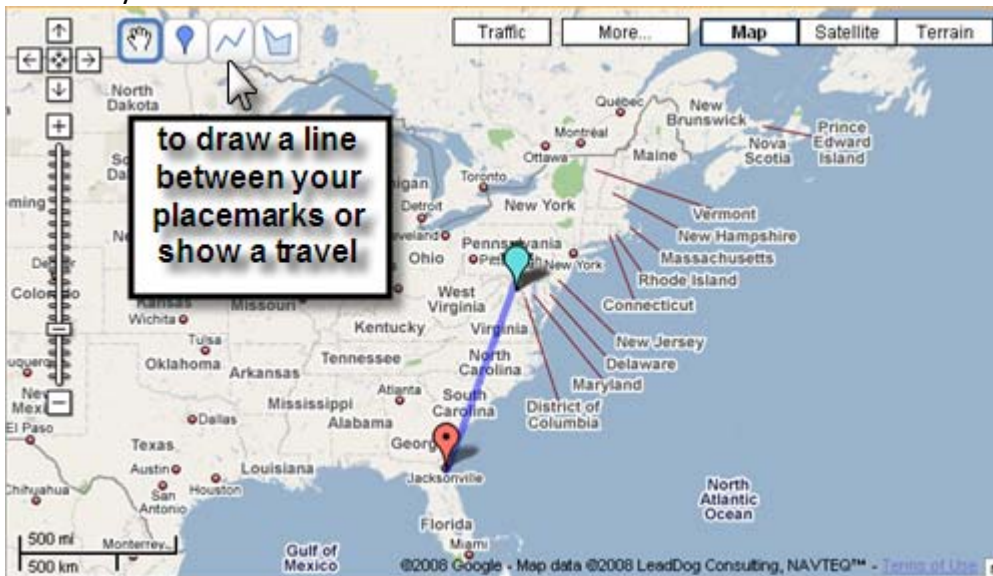 Traffic
More...
Map
Satellite
Terrain
North
Dakota
to draw a line
between your
placemarks or
show a travel
Québec
New
Brunswick
Prince
Edward
Island
Nova
Scotia
Montréal
Ottawa
Maine
Toronto
Detroit
New York
Vermont
New Hampshire
Massachusetts
Rhode Island
Connecticut
New Jersey
Delaware
Maryland
District of
Columbia
Pennsylvania
New York
Ohio
West
Virginia
Virginia
Kansas
Missouri
Wichita
Kentucky
Tulsa
Oklahoma
Arkansas
Tennessee
North
Carolina
Atlanta
South
Carolina
Mississippi
Alabama
Dallas
El Paso
Texas
Austin
San
Antonio
Houston
Louisiana
Jacksonville
Chihuahua
Florida
Miami
North
Atlantic
Ocean
Gulf of
Mexico
Monterrey
500 mi
500 km
©2008 Google - Map data ©2008 LeadDog Consulting, NAVTEQ™ - Terms of Use